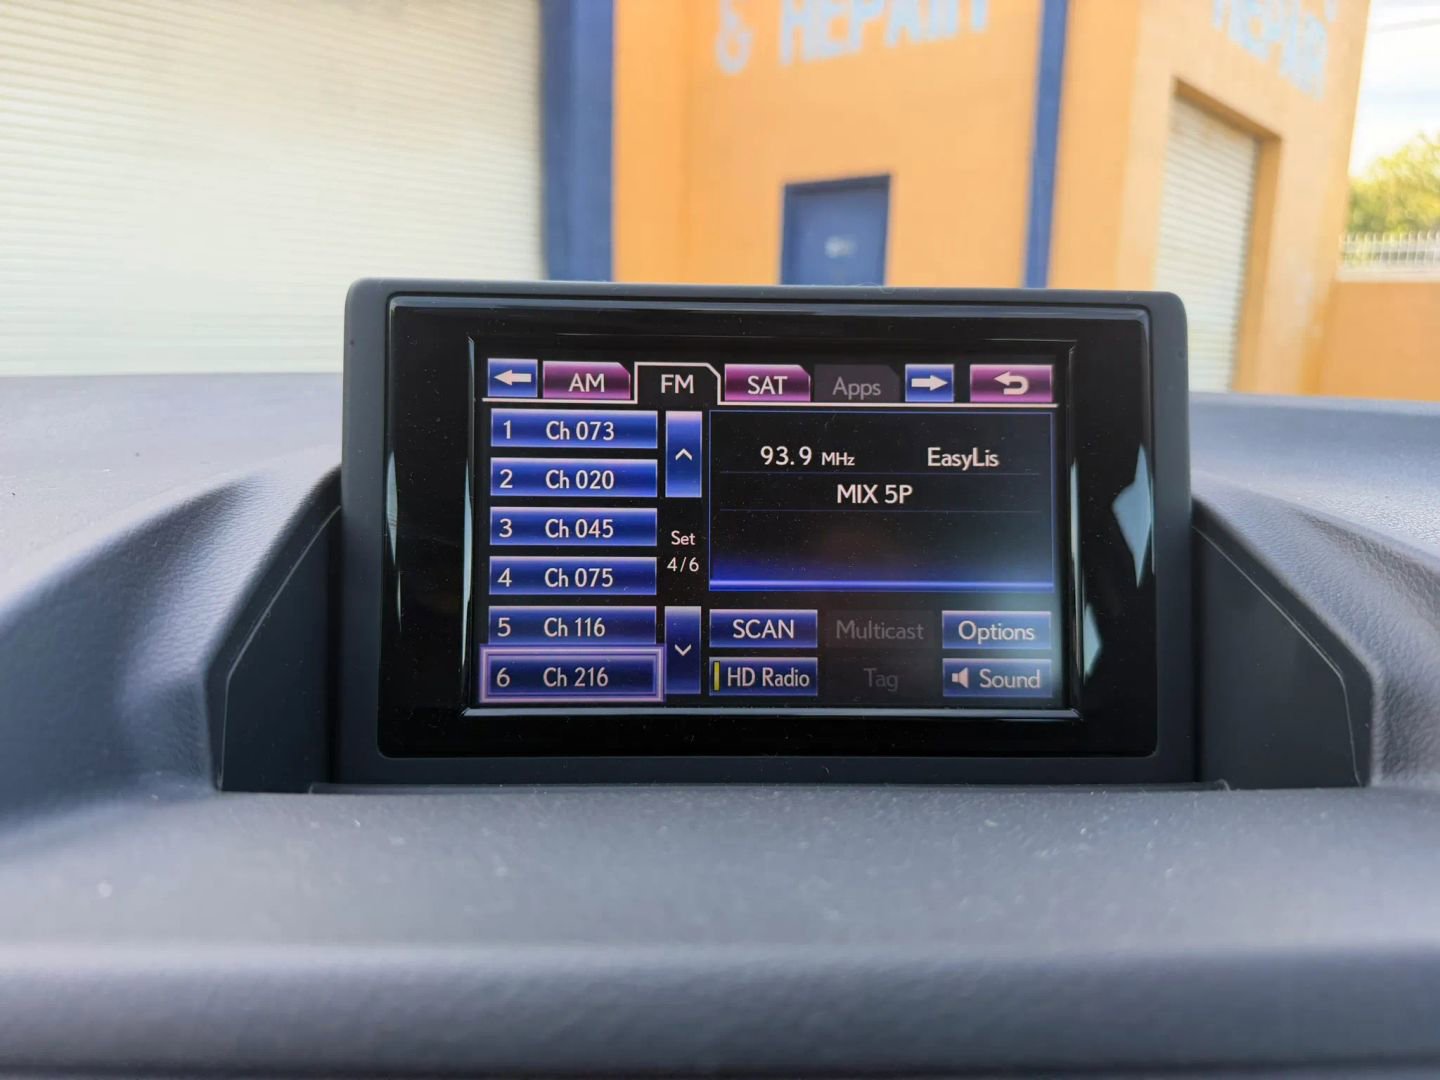 & REPAIR
REPAIR
AM FM SAT Apps
1 Ch 073
2 Ch 020
3 Ch 045
4 Ch 075
5 Ch 116
6 Ch 216
Set
4/6
93.9 MHz EasyLis
MIX 5P
SCAN Multicast Options
HD Radio Tag Sound